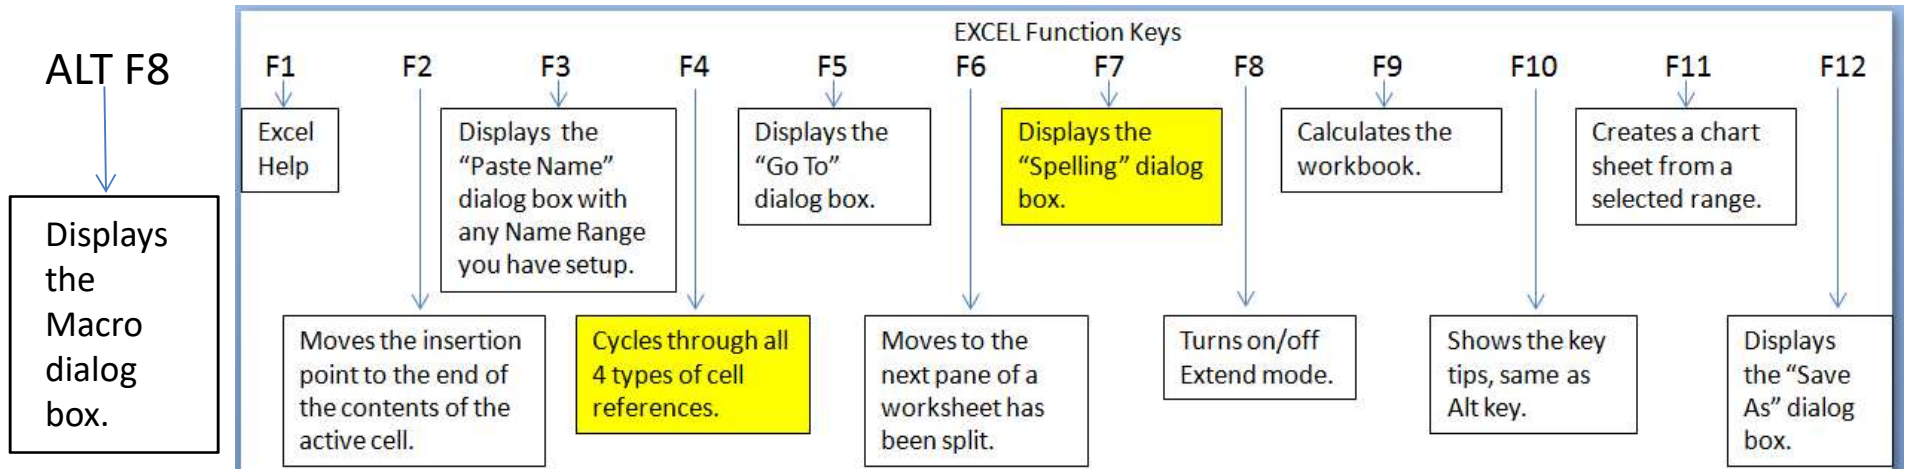 ALT F8
Displays
the
Macro
dialog
box.
EXCEL Function Keys
F1 F2 F3 F4 F5 F6 F7 F8 F9 F10 F11 F12
Excel
Help
Displays the
“Paste Name”
dialog box with
any Name Range
you have setup.
Displays the
“Go To”
dialog box.
Displays the
“Spelling” dialog
box.
Calculates the
workbook.
Creates a chart
sheet from a
selected range.
Moves the insertion
point to the end of
the contents of the
active cell.
Cycles through all
4 types of cell
references.
Moves to the
next pane of a
worksheet has
been split.
Turns on/off
Extend mode.
Shows the key
tips, same as
Alt key.
Displays
the “Save
As” dialog
box.